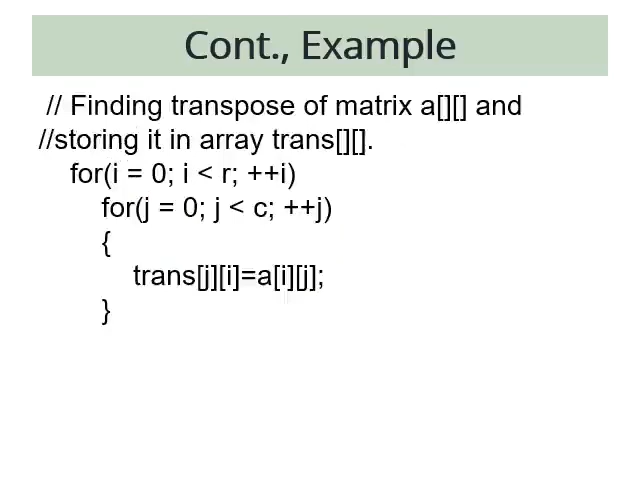 Cont., Example
// Finding transpose of matrix a[][] and
//storing it in array trans[][].
for(i = 0; i < r; ++i)
for(j = 0; j < c; ++j)
{
trans[j][i]=a[i][j];
}